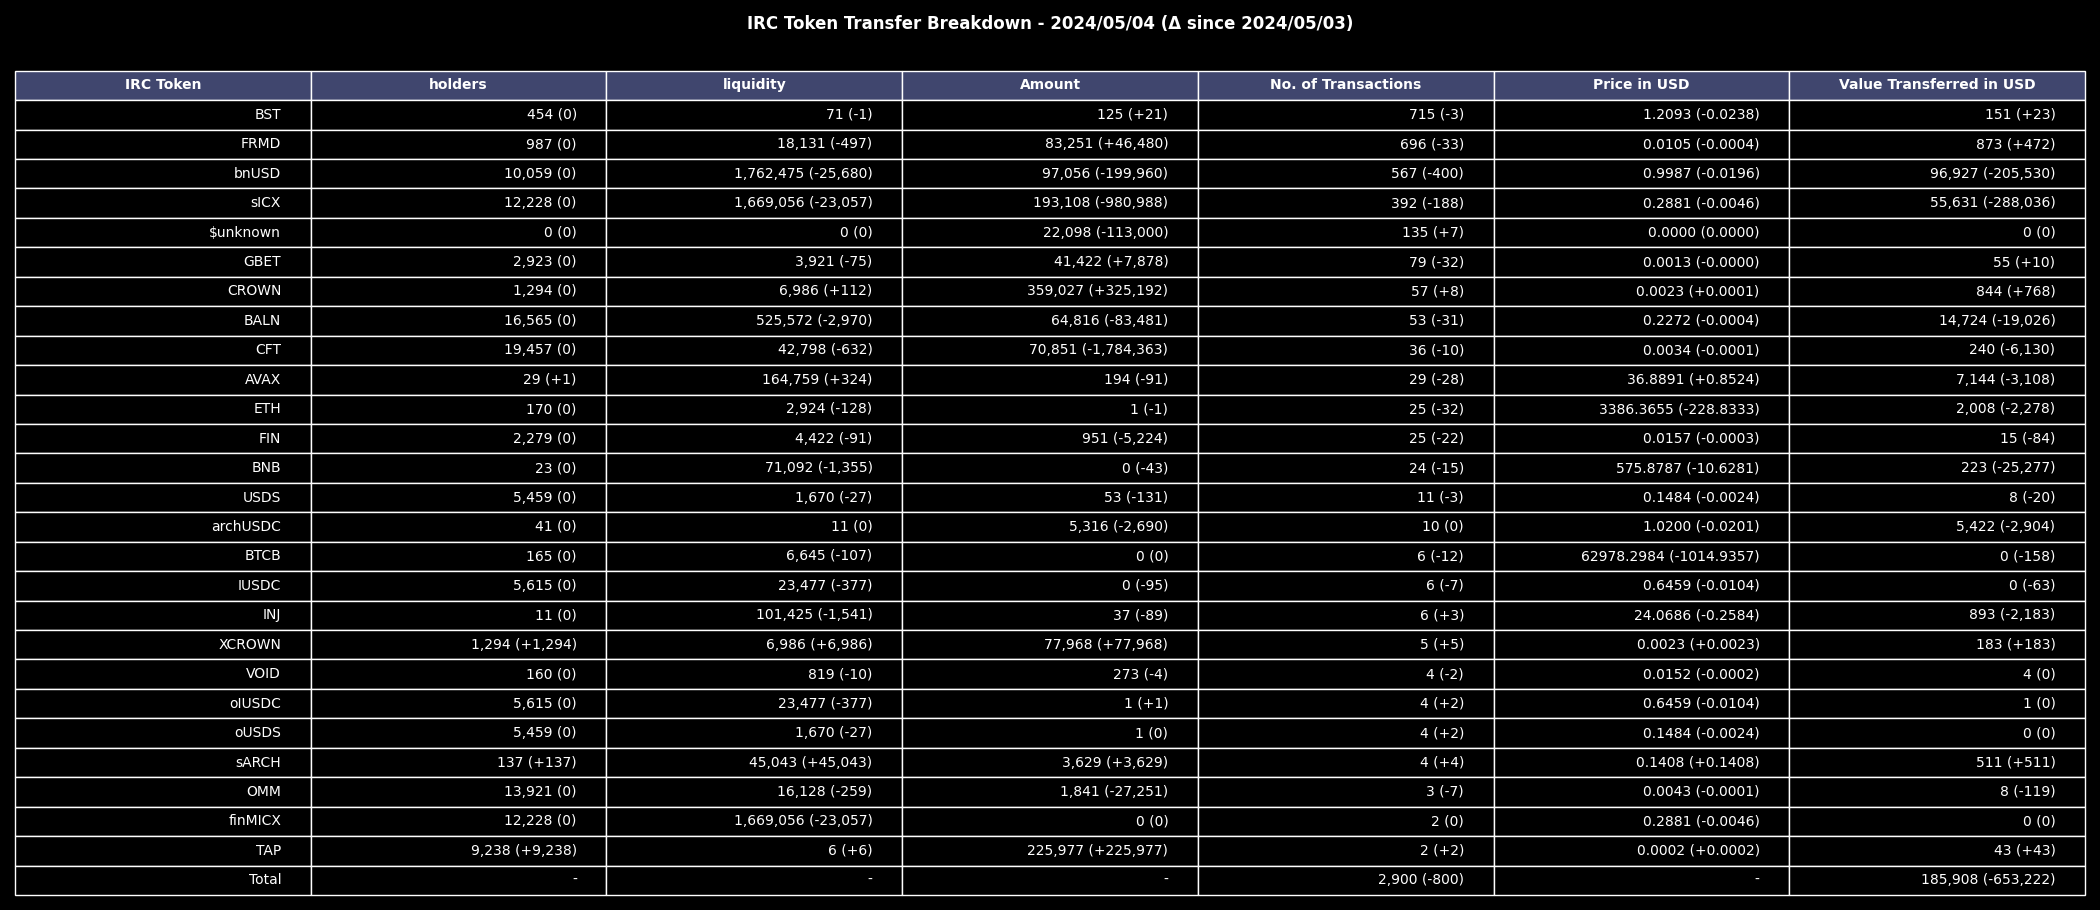 IRC Token Transfer Breakdown - 2024/05/04 (Δ since 2024/05/03)
IRC Token holders liquidity Amount No. of Transactions Price in USD Value Transferred in USD
BST 454 (0) 71 (-1) 125 (+21) 715 (-3) 1.2093 (-0.0238) 151 (+23)
FRMD 987 (0) 18,131 (-497) 83,251 (+46,480) 696 (-33) 0.0105 (-0.0004) 873 (+472)
bnUSD 10,059 (0) 1,762,475 (-25,680) 97,056 (-199,960) 567 (-400) 0.9987 (-0.0196) 96,927 (-205,530)
sICX 12,228 (0) 1,669,056 (-23,057) 193,108 (-980,988) 392 (-188) 0.2881 (-0.0046) 55,631 (-288,036)
$unknown 0 (0) 0 (0) 22,098 (-113,000) 135 (+7) 0.0000 (0.0000) 0 (0)
GBET 2,923 (0) 3,921 (-75) 41,422 (+7,878) 79 (-32) 0.0013 (-0.0000) 55 (+10)
CROWN 1,294 (0) 6,986 (+112) 359,027 (+325,192) 57 (+8) 0.0023 (+0.0001) 844 (+768)
BALN 16,565 (0) 525,572 (-2,970) 64,816 (-83,481) 53 (-31) 0.2272 (-0.0004) 14,724 (-19,026)
CFT 19,457 (0) 42,798 (-632) 70,851 (-1,784,363) 36 (-10) 0.0034 (-0.0001) 240 (-6,130)
AVAX 29 (+1) 164,759 (+324) 194 (-91) 29 (-28) 36.8891 (+0.8524) 7,144 (-3,108)
ETH 170 (0) 2,924 (-128) 1 (-1) 25 (-32) 3386.3655 (-228.8333) 2,008 (-2,278)
FIN 2,279 (0) 4,422 (-91) 951 (-5,224) 25 (-22) 0.0157 (-0.0003) 15 (-84)
BNB 23 (0) 71,092 (-1,355) 0 (-43) 24 (-15) 575.8787 (-10.6281) 223 (-25,277)
USDS 5,459 (0) 1,670 (-27) 53 (-131) 11 (-3) 0.1484 (-0.0024) 8 (-20)
archUSDC 41 (0) 11 (0) 5,316 (-2,690) 10 (0) 1.0200 (-0.0201) 5,422 (-2,904)
BTCB 165 (0) 6,645 (-107) 0 (0) 6 (-12) 62978.2984 (-1014.9357) 0 (-158)
IUSDC 5,615 (0) 23,477 (-377) 0 (-95) 6 (-7) 0.6459 (-0.0104) 0 (-63)
INJ 11 (0) 101,425 (-1,541) 37 (-89) 6 (+3) 24.0686 (-0.2584) 893 (-2,183)
XCROWN 1,294 (+1,294) 6,986 (+6,986) 77,968 (+77,968) 5 (+5) 0.0023 (+0.0023) 183 (+183)
VOID 160 (0) 819 (-10) 273 (-4) 4 (-2) 0.0152 (-0.0002) 4 (0)
oIUSDC 5,615 (0) 23,477 (-377) 1 (+1) 4 (+2) 0.6459 (-0.0104) 1 (0)
oUSDS 5,459 (0) 1,670 (-27) 1 (0) 4 (+2) 0.1484 (-0.0024) 0 (0)
sARCH 137 (+137) 45,043 (+45,043) 3,629 (+3,629) 4 (+4) 0.1408 (+0.1408) 511 (+511)
OMM 13,921 (0) 16,128 (-259) 1,841 (-27,251) 3 (-7) 0.0043 (-0.0001) 8 (-119)
finMICX 12,228 (0) 1,669,056 (-23,057) 0 (0) 2 (0) 0.2881 (-0.0046) 0 (0)
TAP 9,238 (+9,238) 6 (+6) 225,977 (+225,977) 2 (+2) 0.0002 (+0.0002) 43 (+43)
Total - - - 2,900 (-800) - 185,908 (-653,222)